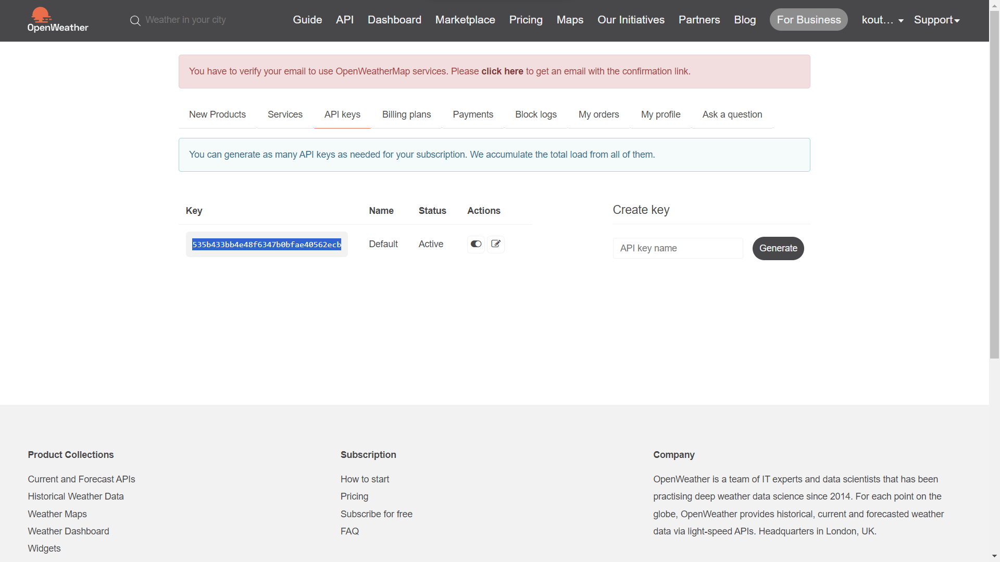 OpenWeather
Weather in your city
Guide API Dashboard Marketplace Pricing Maps Our Initiatives Partners Blog For Business kout... Support
You have to verify your email to use OpenWeatherMap services. Please click here to get an email with the confirmation link.
New Products Services API keys Billing plans Payments Block logs My orders My profile Ask a question
You can generate as many API keys as needed for your subscription. We accumulate the total load from all of them.
Key Name Status Actions
535b433bb4e48f6347b0bfae40562ecb Default Active
Create key
API key name Generate
Product Collections
Current and Forecast APIs
Historical Weather Data
Weather Maps
Weather Dashboard
Widgets
Subscription
How to start
Pricing
Subscribe for free
FAQ
Company
OpenWeather is a team of IT experts and data scientists that has been
practising deep weather data science since 2014. For each point on the
globe, OpenWeather provides historical, current and forecasted weather
data via light-speed APIs. Headquarters in London, UK.